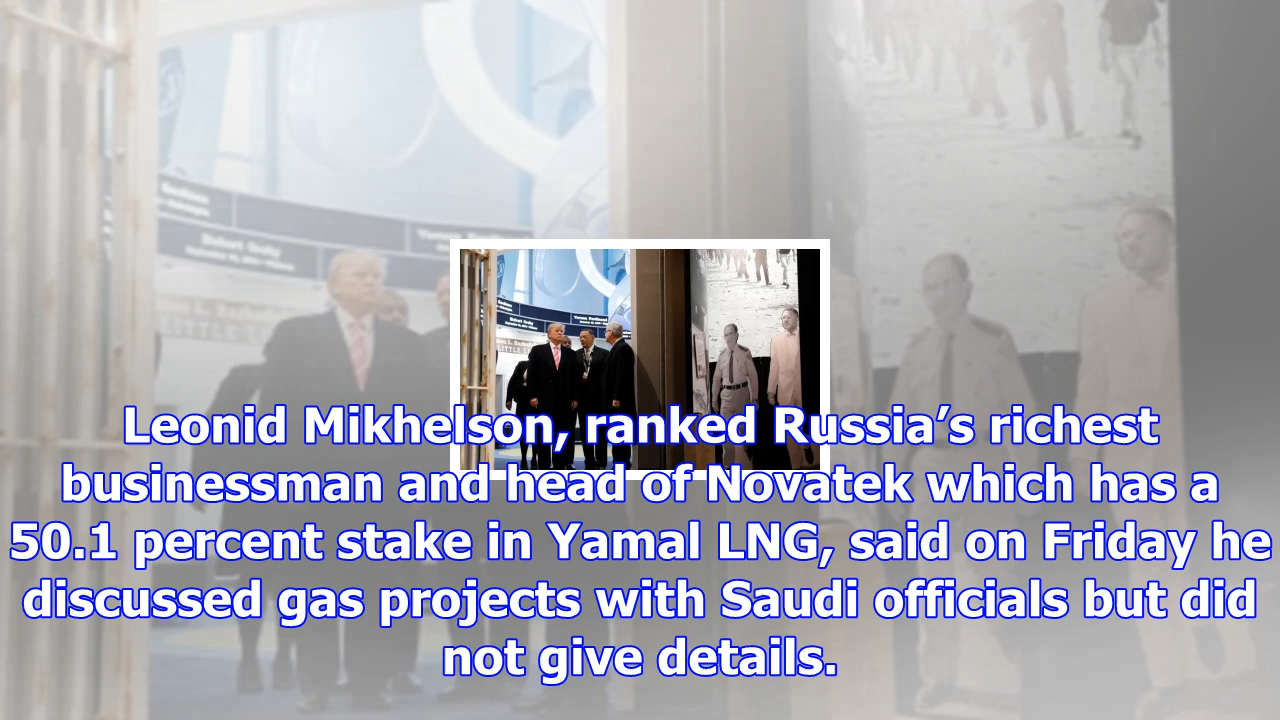 Leonid Mikhelson, ranked Russia’s richest
businessman and head of Novatek which has a
50.1 percent stake in Yamal LNG, said on Friday he
discussed gas projects with Saudi officials but did
not give details.